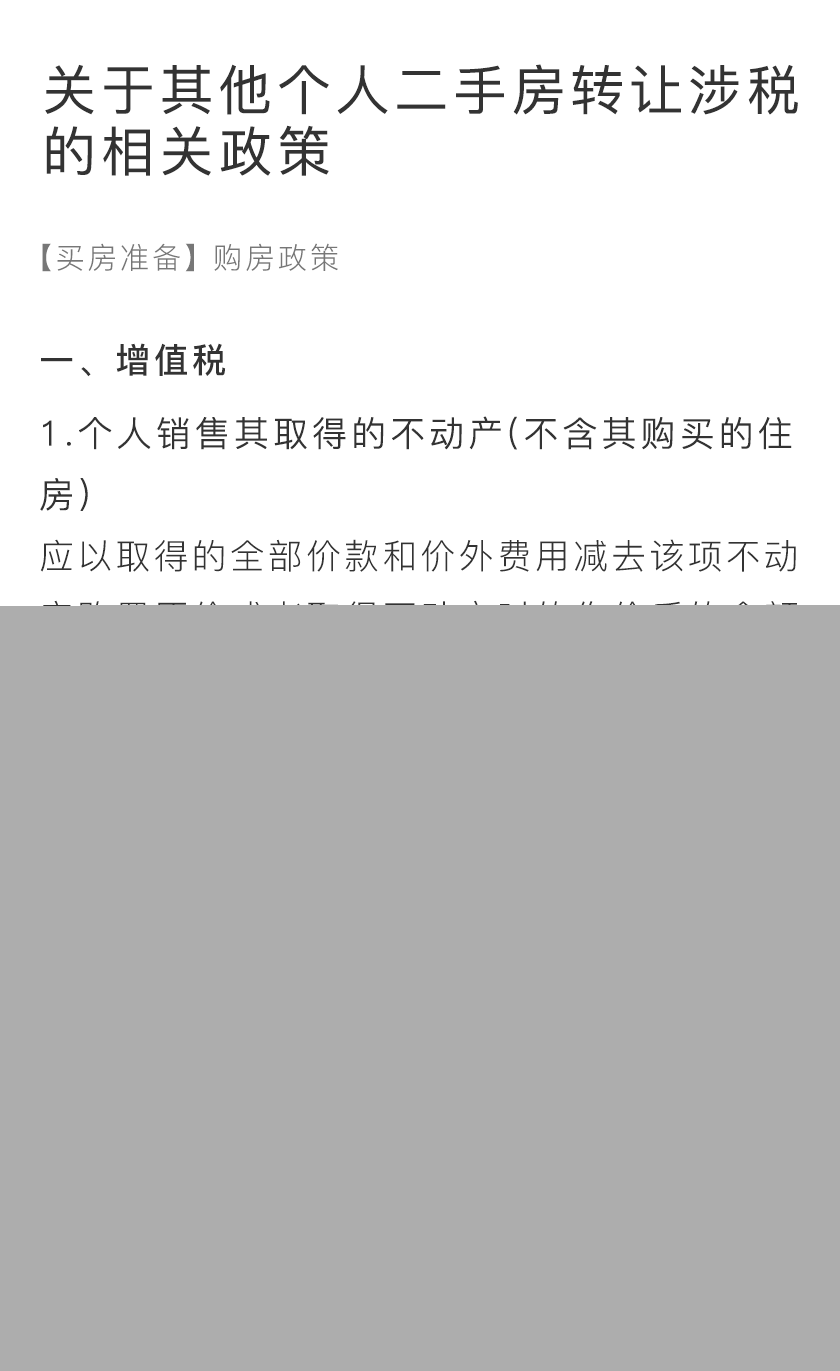 关于其他个人二手房转让涉税
的相关政策
【买房准备】购房政策
一、增值税
1.个人销售其取得的不动产(不含其购买的住
房)
应以取得的全部价款和价外费用减去该项不动